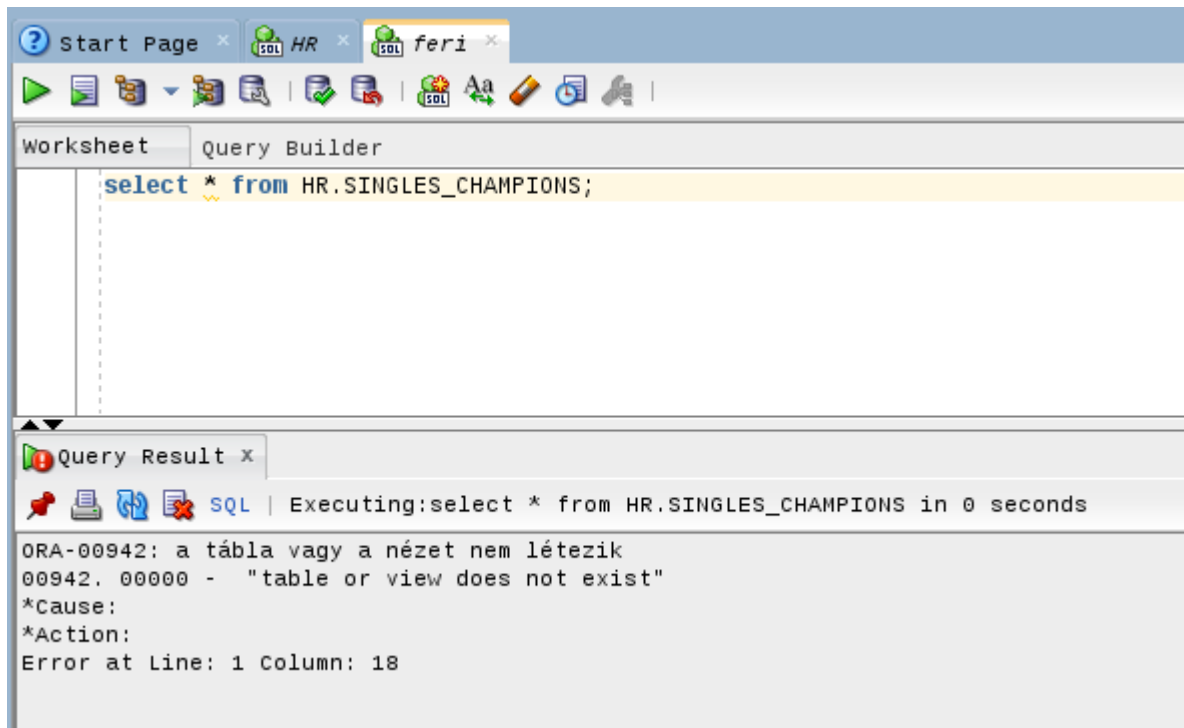 Start Page
HR
feri
Worksheet Query Builder
select * from HR.SINGLES_CHAMPIONS;
Query Result x
SQL | Executing:select * from HR.SINGLES_CHAMPIONS in 0 seconds
ORA-00942: a tábla vagy a nézet nem létezik
00942. 00000 -  "table or view does not exist"
*Cause:
*Action:
Error at Line: 1 Column: 18